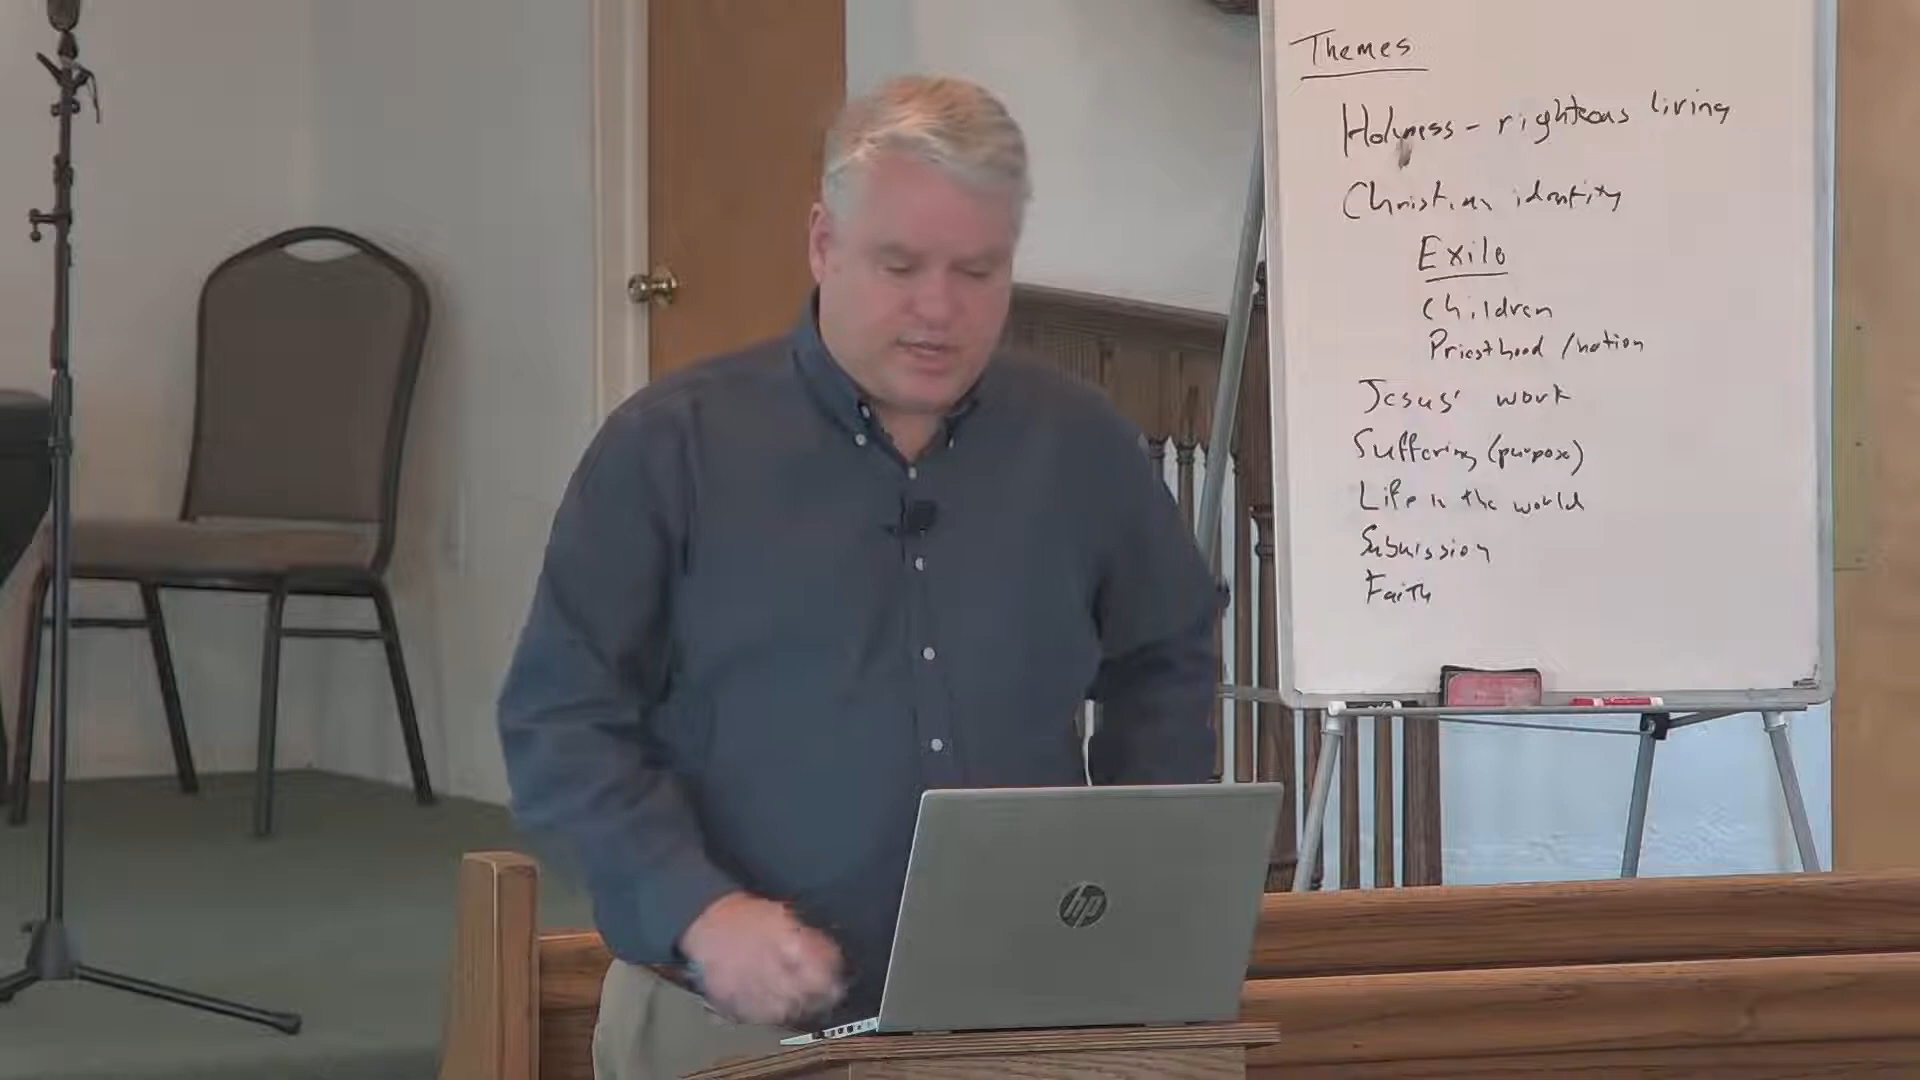 Themes
Holiness - righteous living
Christian identity
Exile
Children
Priesthood / nation
Jesus' work
Suffering (purpose)
Life in the world
Submission
Faith
hp